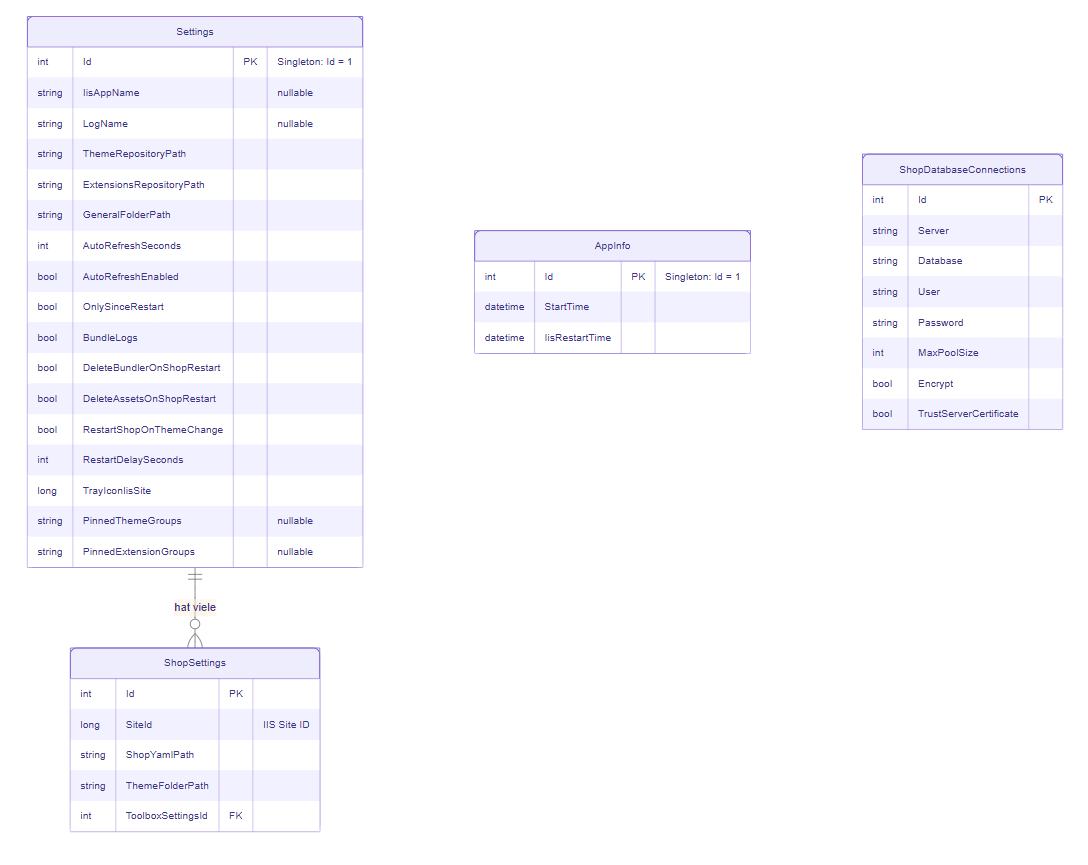 Settings
int Id PK Singleton: Id = 1
string IisAppName nullable
string LogName nullable
string ThemeRepositoryPath
string ExtensionsRepositoryPath
string GeneralFolderPath
int AutoRefreshSeconds
bool AutoRefreshEnabled
bool OnlySinceRestart
bool BundleLogs
bool DeleteBundlerOnShopRestart
bool DeleteAssetsOnShopRestart
bool RestartShopOnThemeChange
int RestartDelaySeconds
long TrayIconIisSite
string PinnedThemeGroups nullable
string PinnedExtensionGroups nullable
hat viele
ShopSettings
int Id PK
long SiteId IIS Site ID
string ShopYamlPath
string ThemeFolderPath
int ToolboxSettingsId FK
AppInfo
int Id PK Singleton: Id = 1
datetime StartTime
datetime IisRestartTime
ShopDatabaseConnections
int Id PK
string Server
string Database
string User
string Password
int MaxPoolSize
bool Encrypt
bool TrustServerCertificate